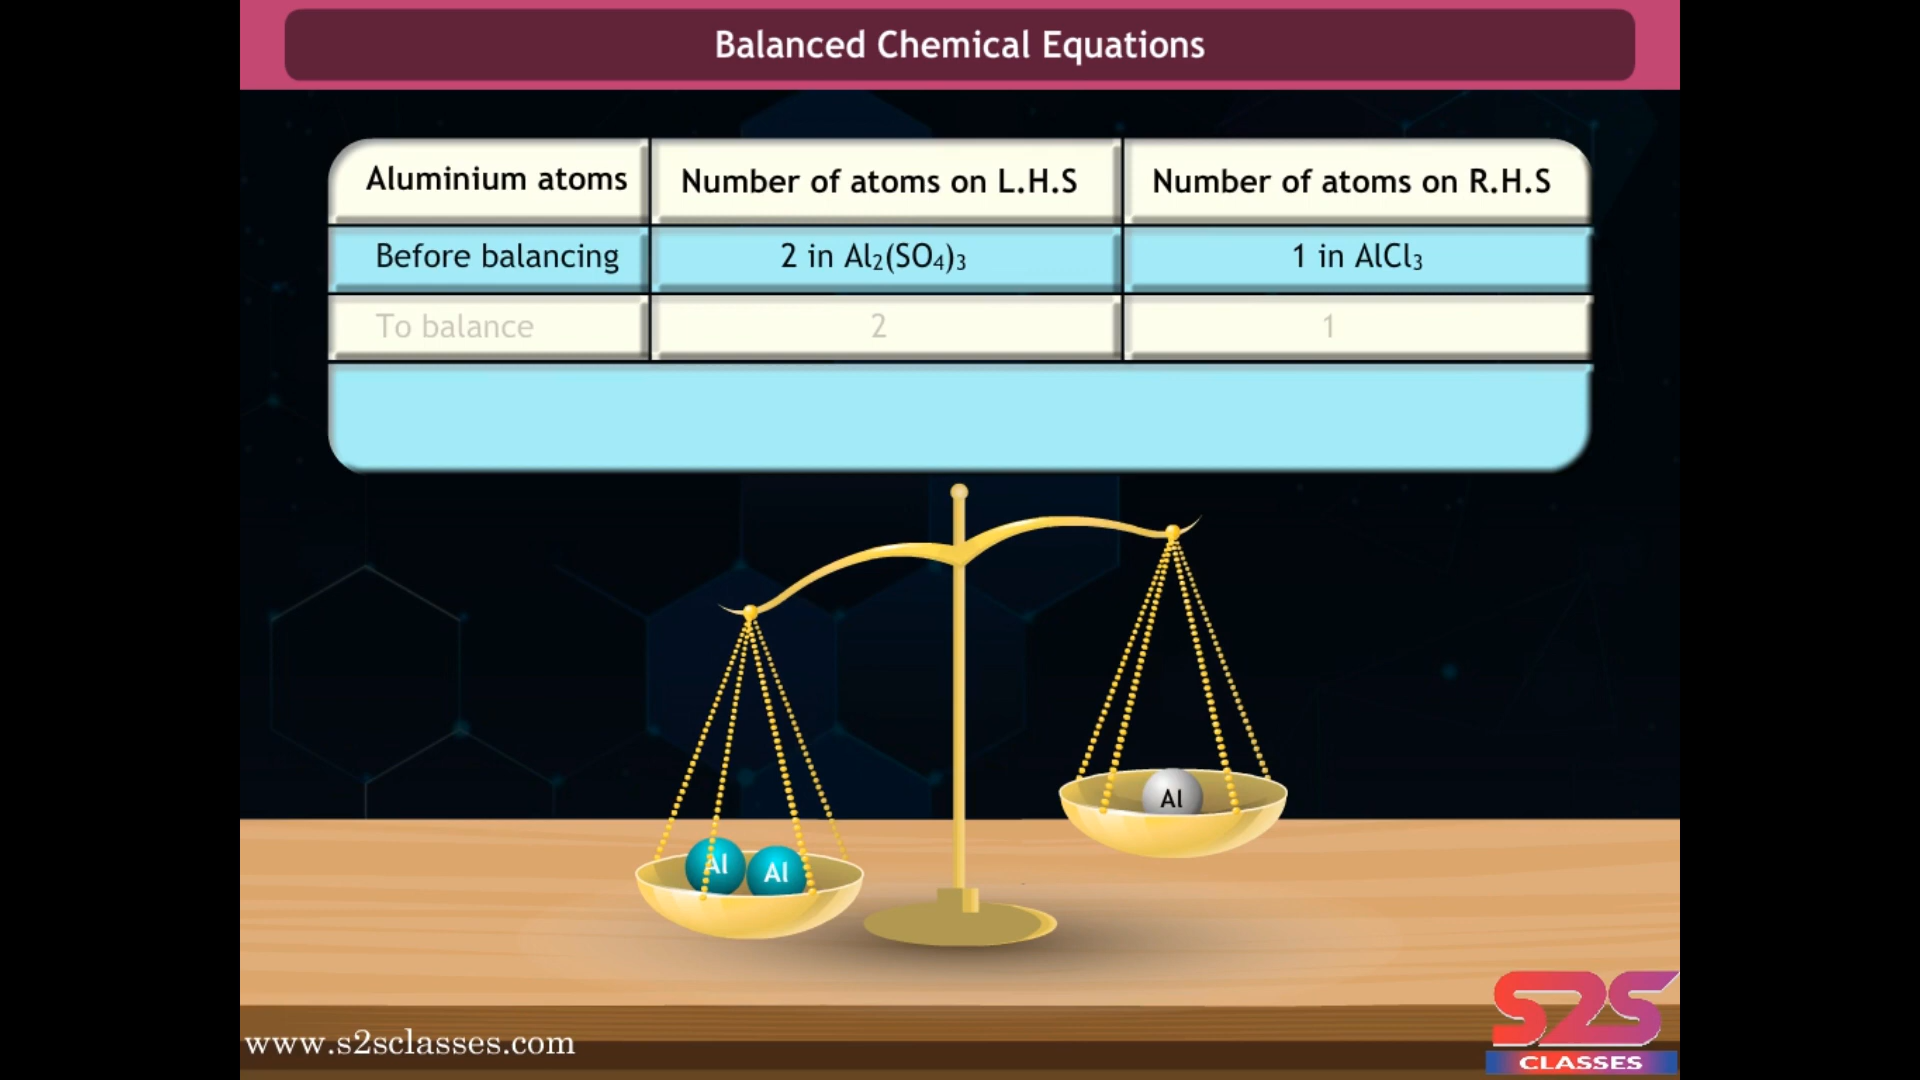 Balanced Chemical Equations
Aluminium atoms Number of atoms on L.H.S Number of atoms on R.H.S
Before balancing 2 in Al₂(SO₄)₃ 1 in AlCl₃
To balance 2 1
Al Al Al
www.s2sclasses.com
S2S
CLASSES